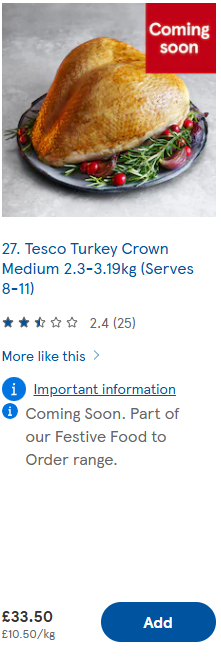 Coming
soon
27. Tesco Turkey Crown
Medium 2.3-3.19kg (Serves
8-11)
2.4 (25)
More like this
Important information
Coming Soon. Part of
our Festive Food to
Order range.
£33.50
£10.50/kg
Add